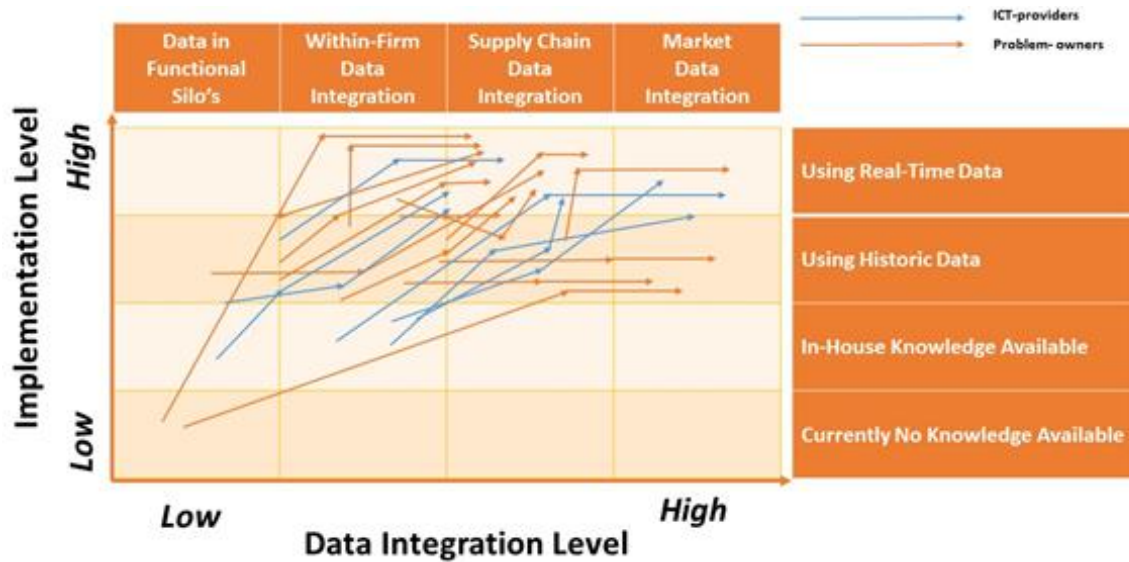 ICT-providers
Problem- owners
Data in
Functional
Silo's
Within-Firm
Data
Integration
Supply Chain
Data
Integration
Market
Data
Integration
Implementation Level
High
Low
Using Real-Time Data
Using Historic Data
In-House Knowledge Available
Currently No Knowledge Available
Low
High
Data Integration Level